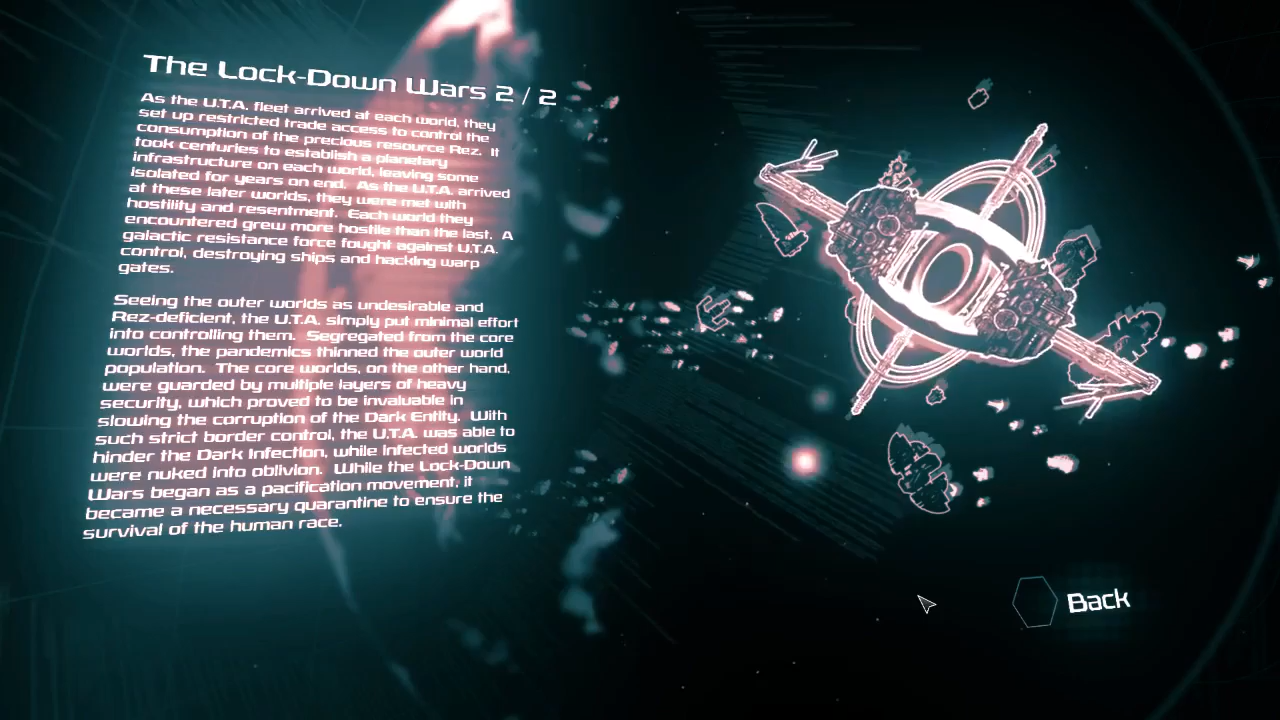 The Lock-Down Wars 2 / 2
As the U.T.A. fleet arrived at each world, they
set up restricted trade access to control the
consumption of the precious resource Rez.  It
took centuries to establish a planetary
infrastructure on each world, leaving some
isolated for years on end.  As the U.T.A. arrived
at these later worlds, they were met with
hostility and resentment.  Each world they
encountered grew more hostile than the last.  A
galactic resistance force fought against U.T.A.
control, destroying ships and hacking warp
gates.
Seeing the outer worlds as undesirable and
Rez-deficient, the U.T.A. simply put minimal effort
into controlling them.  Segregated from the core
worlds, the pandemics thinned the outer world
population.  The core worlds, on the other hand,
were guarded by multiple layers of heavy
security, which proved to be invaluable in
slowing the corruption of the Dark Entity.  With
such strict border control, the U.T.A. was able to
hinder the Dark Infection, while infected worlds
were nuked into oblivion.  While the Lock-Down
Wars began as a pacification movement, it
became a necessary quarantine to ensure the
survival of the human race.
Back